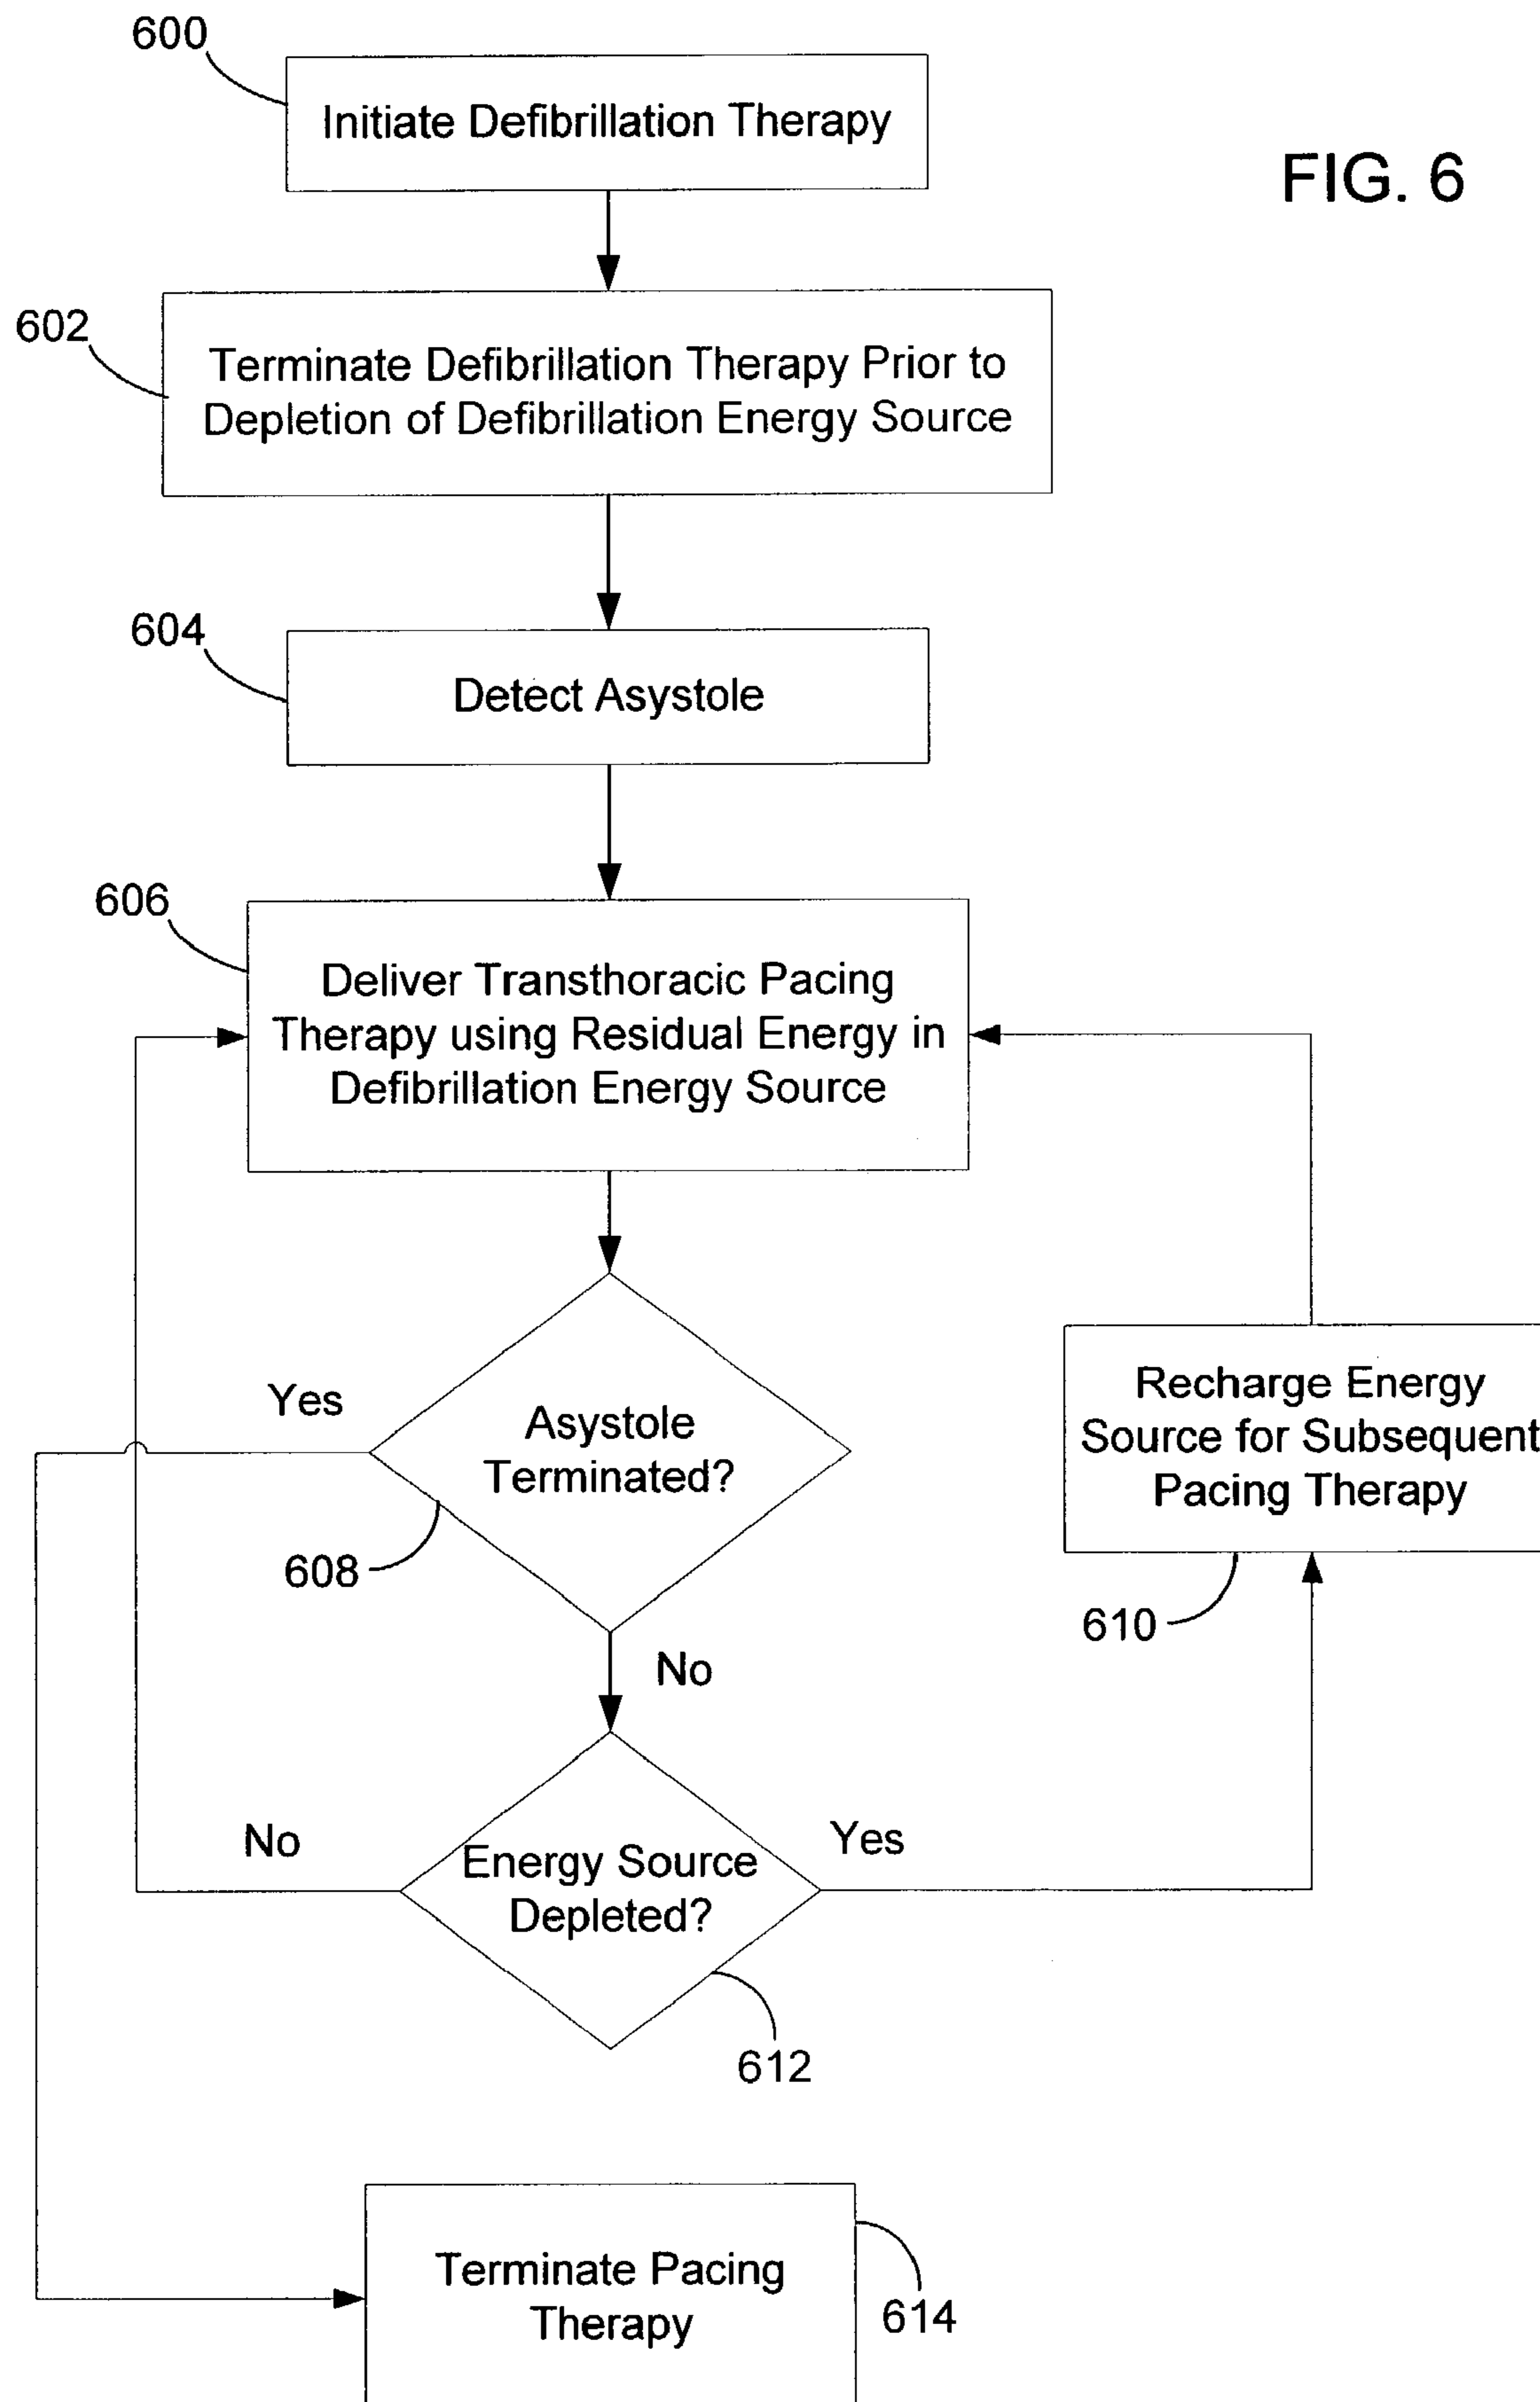 600
Initiate Defibrillation Therapy
FIG. 6
602
Terminate Defibrillation Therapy Prior to
Depletion of Defibrillation Energy Source
604
Detect Asystole
606
Deliver Transthoracic Pacing
Therapy using Residual Energy in
Defibrillation Energy Source
Yes
Asystole
Terminated?
608
No
Recharge Energy
Source for Subsequent
Pacing Therapy
610
No
Energy Source
Depleted?
Yes
612
Terminate Pacing
Therapy
614